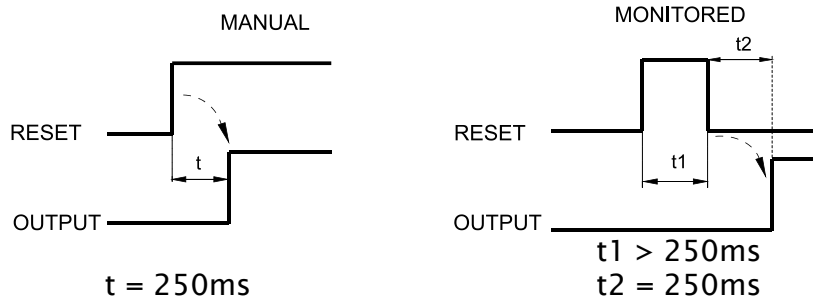 MANUAL
RESET
t
OUTPUT
t = 250ms
MONITORED
t2
RESET
t1
OUTPUT
t1 > 250ms
t2 = 250ms